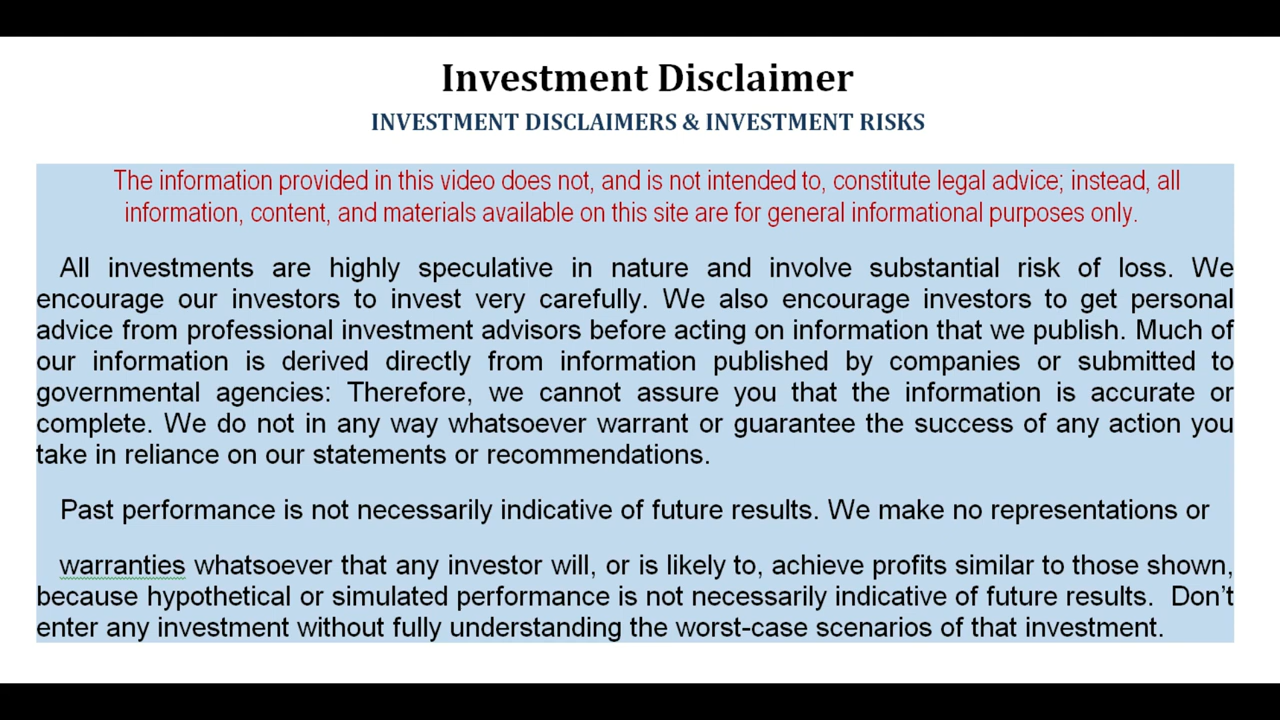 Investment Disclaimer
INVESTMENT DISCLAIMERS & INVESTMENT RISKS
The information provided in this video does not, and is not intended to, constitute legal advice; instead, all
information, content, and materials available on this site are for general informational purposes only.
All investments are highly speculative in nature and involve substantial risk of loss. We
encourage our investors to invest very carefully. We also encourage investors to get personal
advice from professional investment advisors before acting on information that we publish. Much of
our information is derived directly from information published by companies or submitted to
governmental agencies: Therefore, we cannot assure you that the information is accurate or
complete. We do not in any way whatsoever warrant or guarantee the success of any action you
take in reliance on our statements or recommendations.
Past performance is not necessarily indicative of future results. We make no representations or
warranties whatsoever that any investor will, or is likely to, achieve profits similar to those shown,
because hypothetical or simulated performance is not necessarily indicative of future results.  Don’t
enter any investment without fully understanding the worst-case scenarios of that investment.